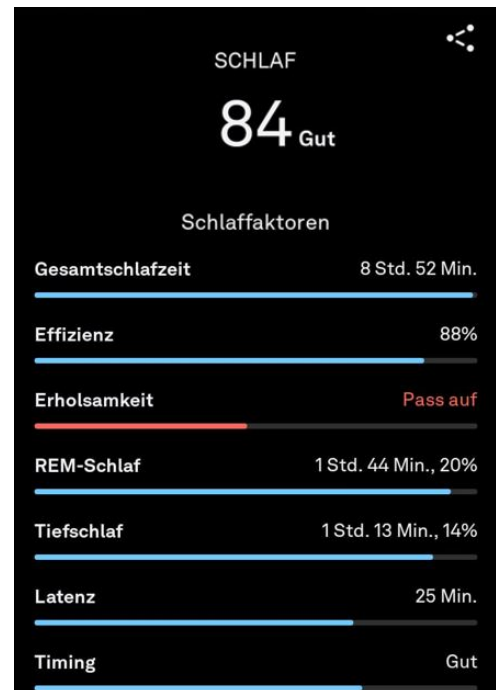 SCHLAF
84 Gut
Schlaffaktoren
Gesamtschlafzeit 8 Std. 52 Min.
Effizienz 88%
Erholsamkeit Pass auf
REM-Schlaf 1 Std. 44 Min., 20%
Tiefschlaf 1 Std. 13 Min., 14%
Latenz 25 Min.
Timing Gut